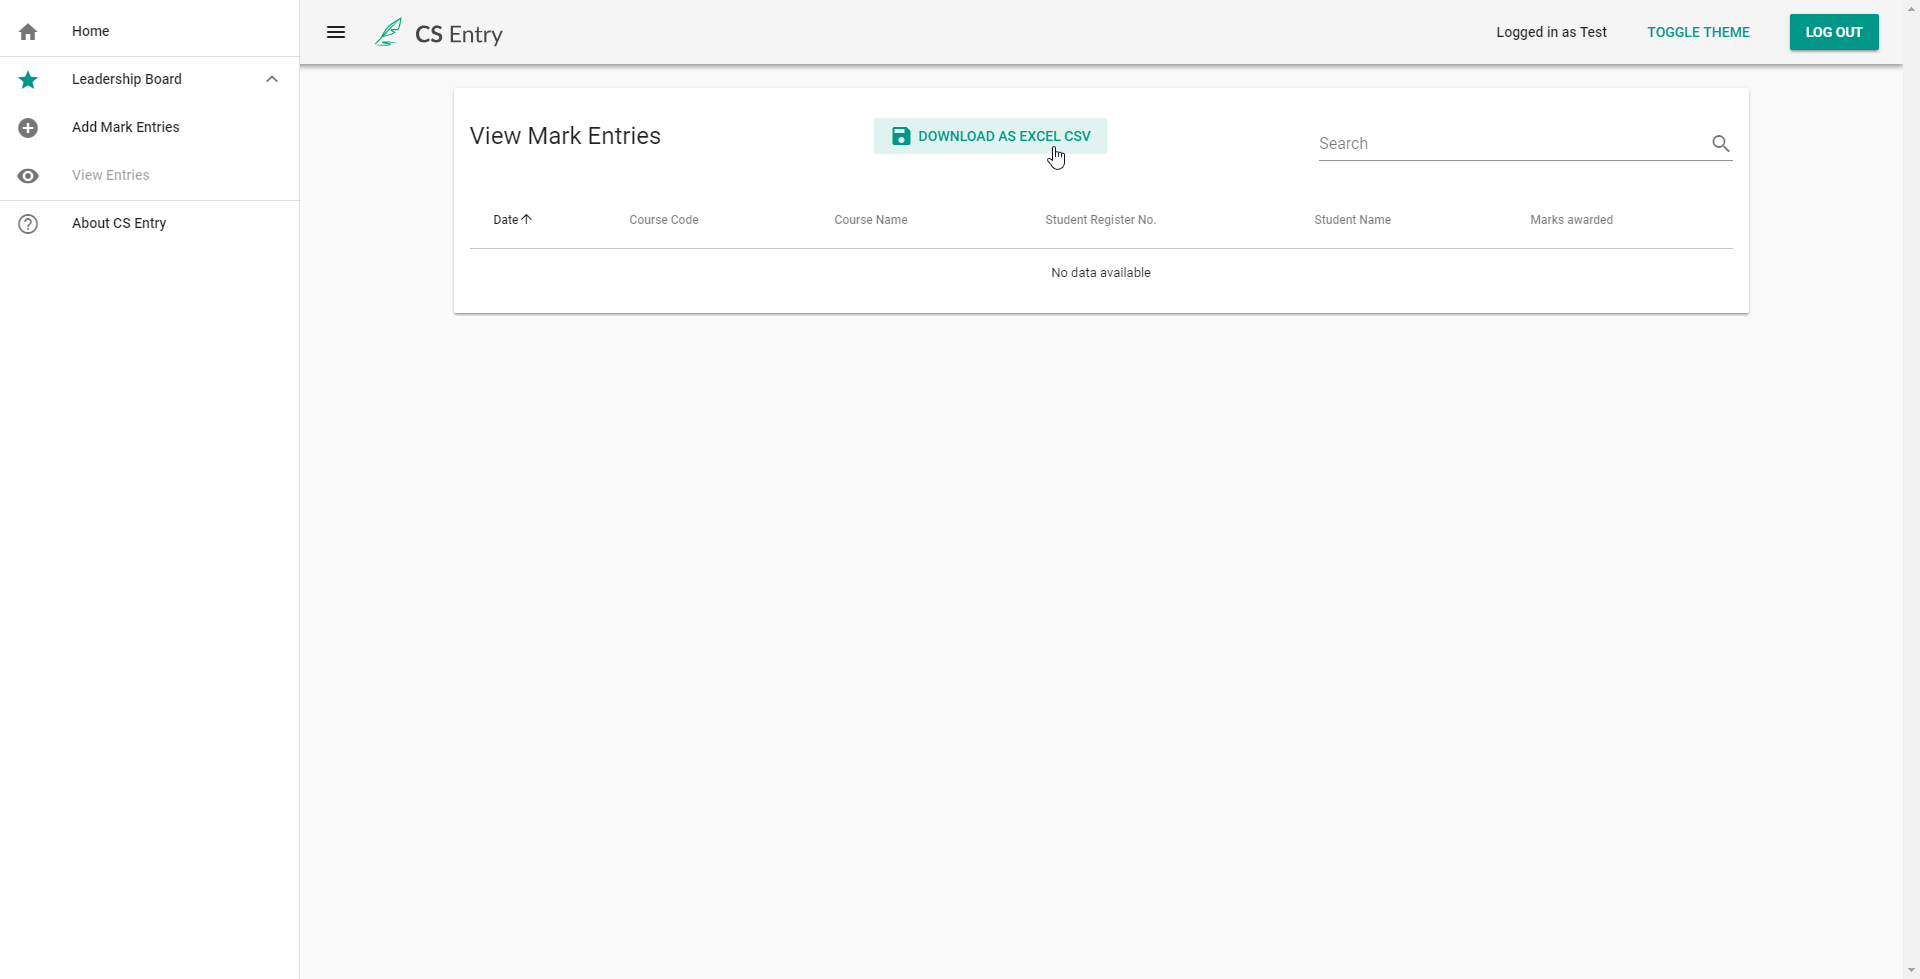 Home
Leadership Board
Add Mark Entries
View Entries
About CS Entry
CS Entry
Logged in as Test
TOGGLE THEME
LOG OUT
View Mark Entries
DOWNLOAD AS EXCEL CSV
Search
Date Course Code Course Name Student Register No. Student Name Marks awarded
No data available